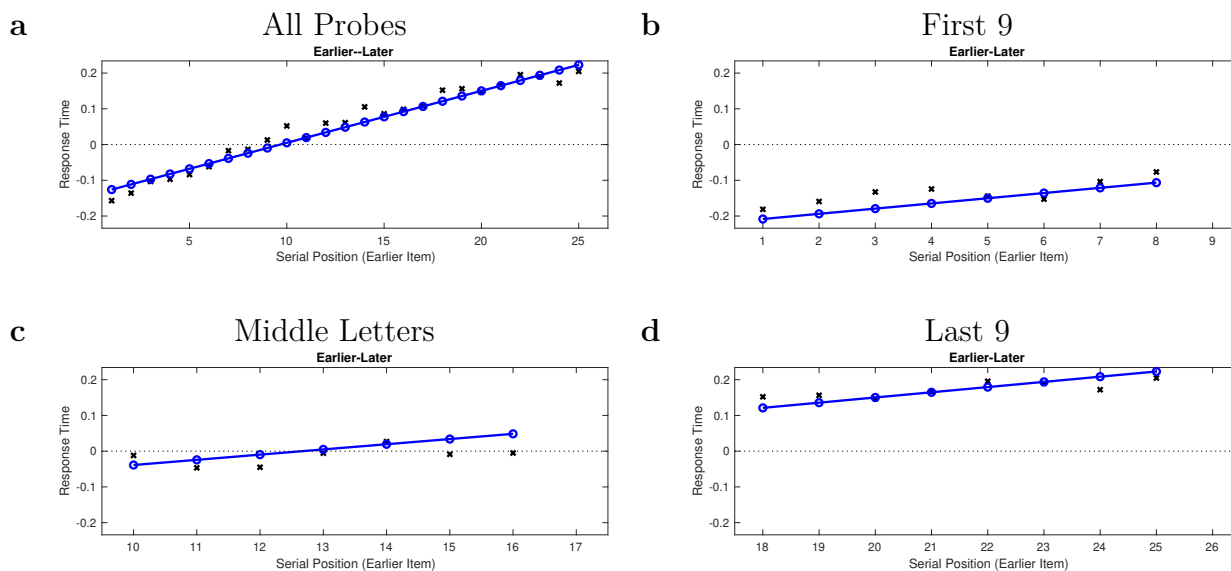 a All Probes
Earlier--Later
Response Time
0.2
0.1
0
-0.1
-0.2
5 10 15 20 25
Serial Position (Earlier Item)
b First 9
Earlier-Later
Response Time
0.2
0.1
0
-0.1
-0.2
1 2 3 4 5 6 7 8 9
Serial Position (Earlier Item)
c Middle Letters
Earlier-Later
Response Time
0.2
0.1
0
-0.1
-0.2
10 11 12 13 14 15 16 17
Serial Position (Earlier Item)
d Last 9
Earlier-Later
Response Time
0.2
0.1
0
-0.1
-0.2
18 19 20 21 22 23 24 25 26
Serial Position (Earlier Item)